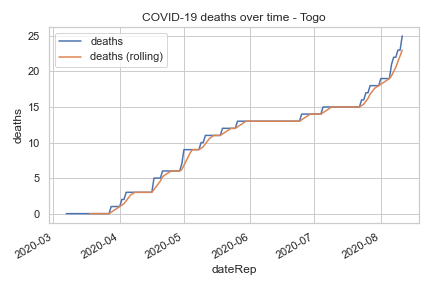 COVID-19 deaths over time - Togo
deaths
deaths (rolling)
25
20
15
10
5
0
deaths
2020-03
2020-04
2020-05
2020-06
2020-07
2020-08
dateRep